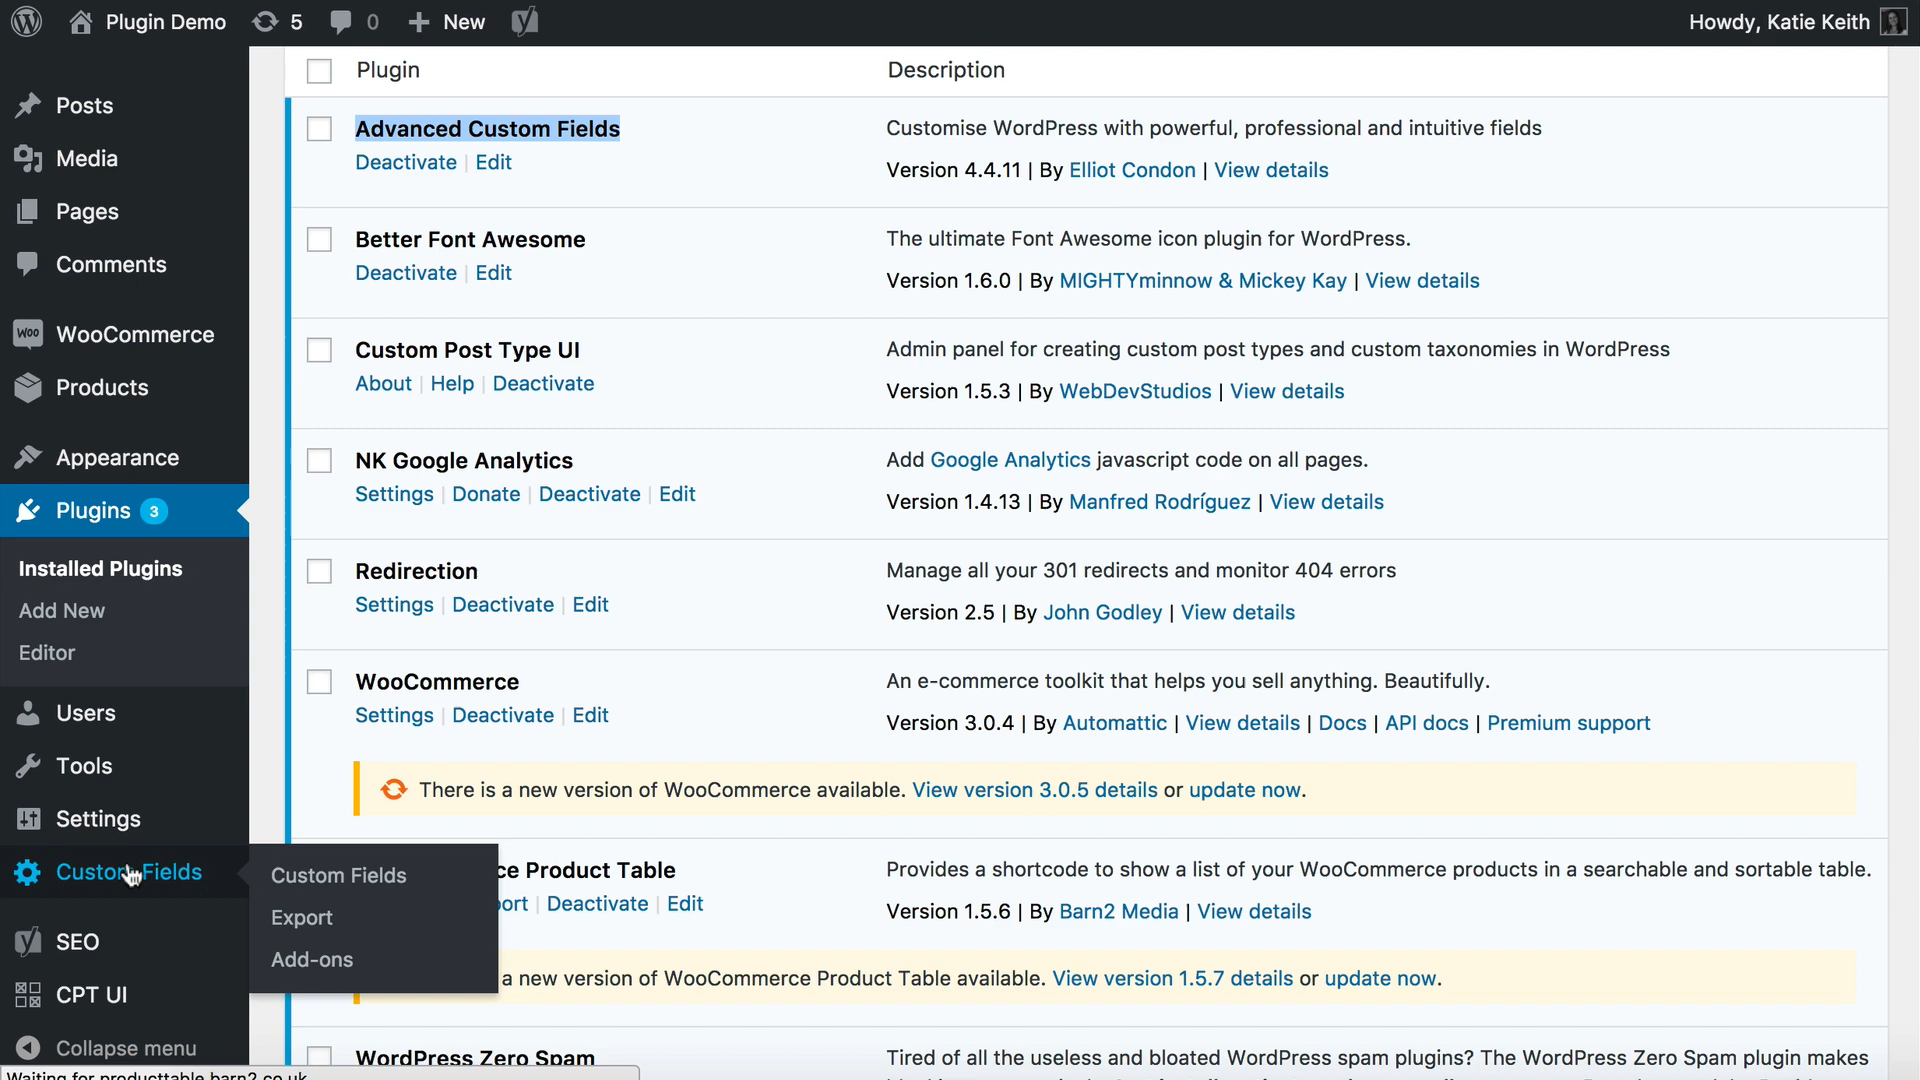 Plugin Demo 5 0 New Howdy, Katie Keith
Posts
Media
Pages
Comments
WOO WooCommerce
Products
Appearance
Plugins 3
Installed Plugins
Add New
Editor
Users
Tools
Settings
Custom Fields
SEO
CPT UI
Collapse menu
Custom Fields
Export
Add-ons
Plugin Description
Advanced Custom Fields
Deactivate | Edit
Customise WordPress with powerful, professional and intuitive fields
Version 4.4.11 | By Elliot Condon | View details
Better Font Awesome
Deactivate | Edit
The ultimate Font Awesome icon plugin for WordPress.
Version 1.6.0 | By MIGHTYminnow & Mickey Kay | View details
Custom Post Type UI
About | Help | Deactivate
Admin panel for creating custom post types and custom taxonomies in WordPress
Version 1.5.3 | By WebDevStudios | View details
NK Google Analytics
Settings | Donate | Deactivate | Edit
Add Google Analytics javascript code on all pages.
Version 1.4.13 | By Manfred Rodríguez | View details
Redirection
Settings | Deactivate | Edit
Manage all your 301 redirects and monitor 404 errors
Version 2.5 | By John Godley | View details
WooCommerce
Settings | Deactivate | Edit
An e-commerce toolkit that helps you sell anything. Beautifully.
Version 3.0.4 | By Automattic | View details | Docs | API docs | Premium support
There is a new version of WooCommerce available. View version 3.0.5 details or update now.
ce Product Table
ort | Deactivate | Edit
Provides a shortcode to show a list of your WooCommerce products in a searchable and sortable table.
Version 1.5.6 | By Barn2 Media | View details
a new version of WooCommerce Product Table available. View version 1.5.7 details or update now.
WordPress Zero Spam
Tired of all the useless and bloated WordPress spam plugins? The WordPress Zero Spam plugin makes
Waiting for producttable.barn2.co.uk